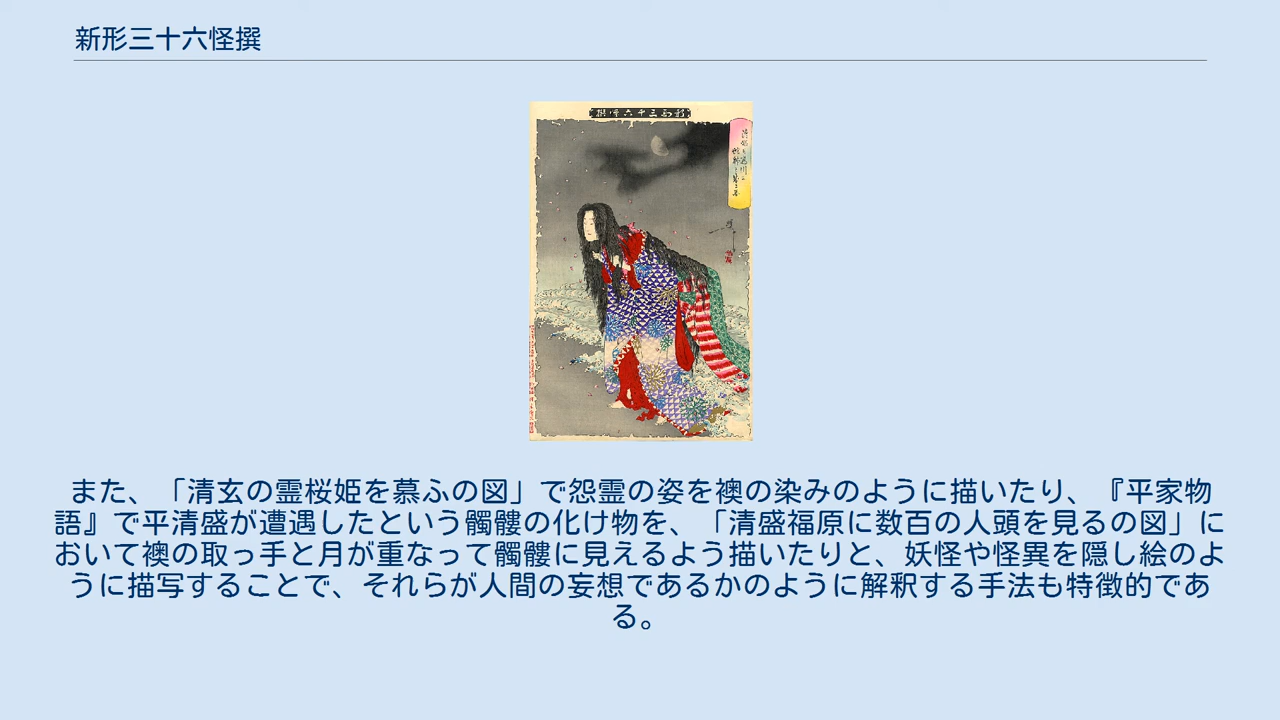 新形三十六怪撰
また、「清玄の霊桜姫を慕ふの図」で怨霊の姿を襖の染みのように描いたり、『平家物
語』で平清盛が遭遇したという髑髏の化け物を、「清盛福原に数百の人頭を見るの図」に
おいて襖の取っ手と月が重なって髑髏に見えるよう描いたりと、妖怪や怪異を隠し絵のよ
うに描写することで、それらが人間の妄想であるかのように解釈する手法も特徴的であ
る。